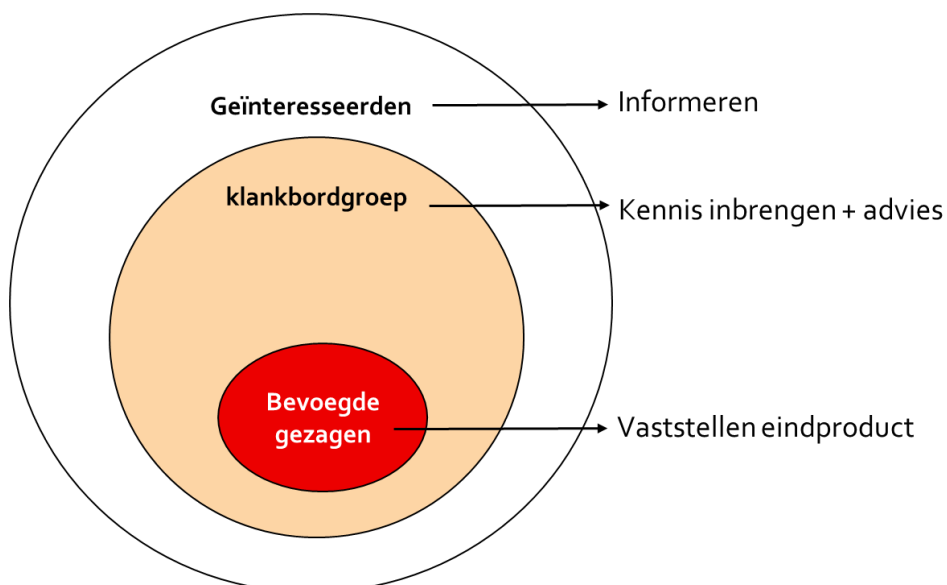 Geïnteresseerden
Informeren
klankbordgroep
Kennis inbrengen + advies
Bevoegde
gezagen
Vaststellen eindproduct